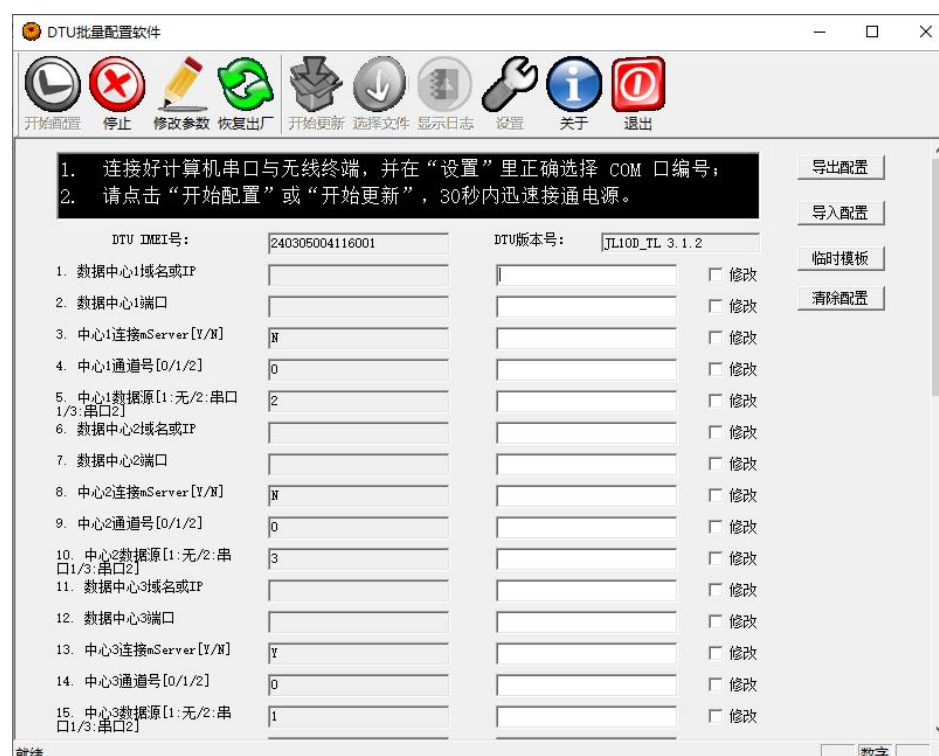 DTU批量配置软件
开始配置 停止 修改参数 恢复出厂 开始更新 选择文件 显示日志 设置 关于 退出
1. 连接好计算机串口与无线终端，并在“设置”里正确选择 COM 口编号；
2. 请点击“开始配置”或“开始更新”，30秒内迅速接通电源。
导出配置
导入配置
临时模板
清除配置
DTU IMEI号： 240305004116001 DTU版本号： JL10D_TL 3.1.2
1. 数据中心1域名或IP 修改
2. 数据中心1端口 修改
3. 中心1连接mServer[Y/N] N 修改
4. 中心1通道号[0/1/2] 0 修改
5. 中心1数据源[1:无/2:串口
1/3:串口2] 2 修改
6. 数据中心2域名或IP 修改
7. 数据中心2端口 修改
8. 中心2连接mServer[Y/N] N 修改
9. 中心2通道号[0/1/2] 0 修改
10. 中心2数据源[1:无/2:串
口1/3:串口2] 3 修改
11. 数据中心3域名或IP 修改
12. 数据中心3端口 修改
13. 中心3连接mServer[Y/N] Y 修改
14. 中心3通道号[0/1/2] 0 修改
15. 中心3数据源[1:无/2:串
口1/3:串口2] 1 修改
就绪 数字